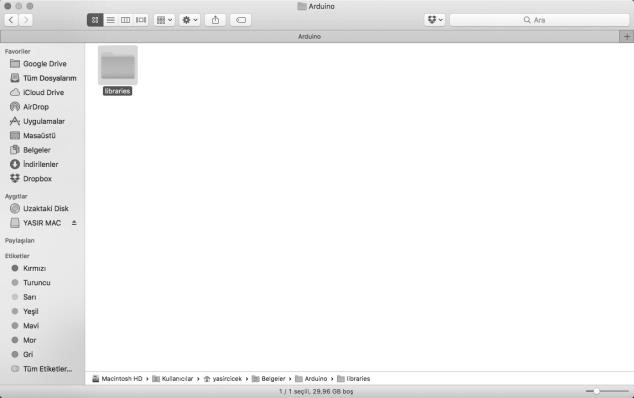 Arduino
Ara
Arduino
Favoriler
Google Drive
Tüm Dosyalarım
iCloud Drive
AirDrop
Uygulamalar
Masaüstü
Belgeler
İndirilenler
Dropbox
Aygıtlar
Uzaktaki Disk
YASIR MAC
Paylaşılan
Etiketler
Kırmızı
Turuncu
Sarı
Yeşil
Mavi
Mor
Gri
Tüm Etiketler...
libraries
Macintosh HD › Kullanıcılar › yasircicek › Belgeler › Arduino › libraries
1 / 1 seçili, 29,96 GB boş